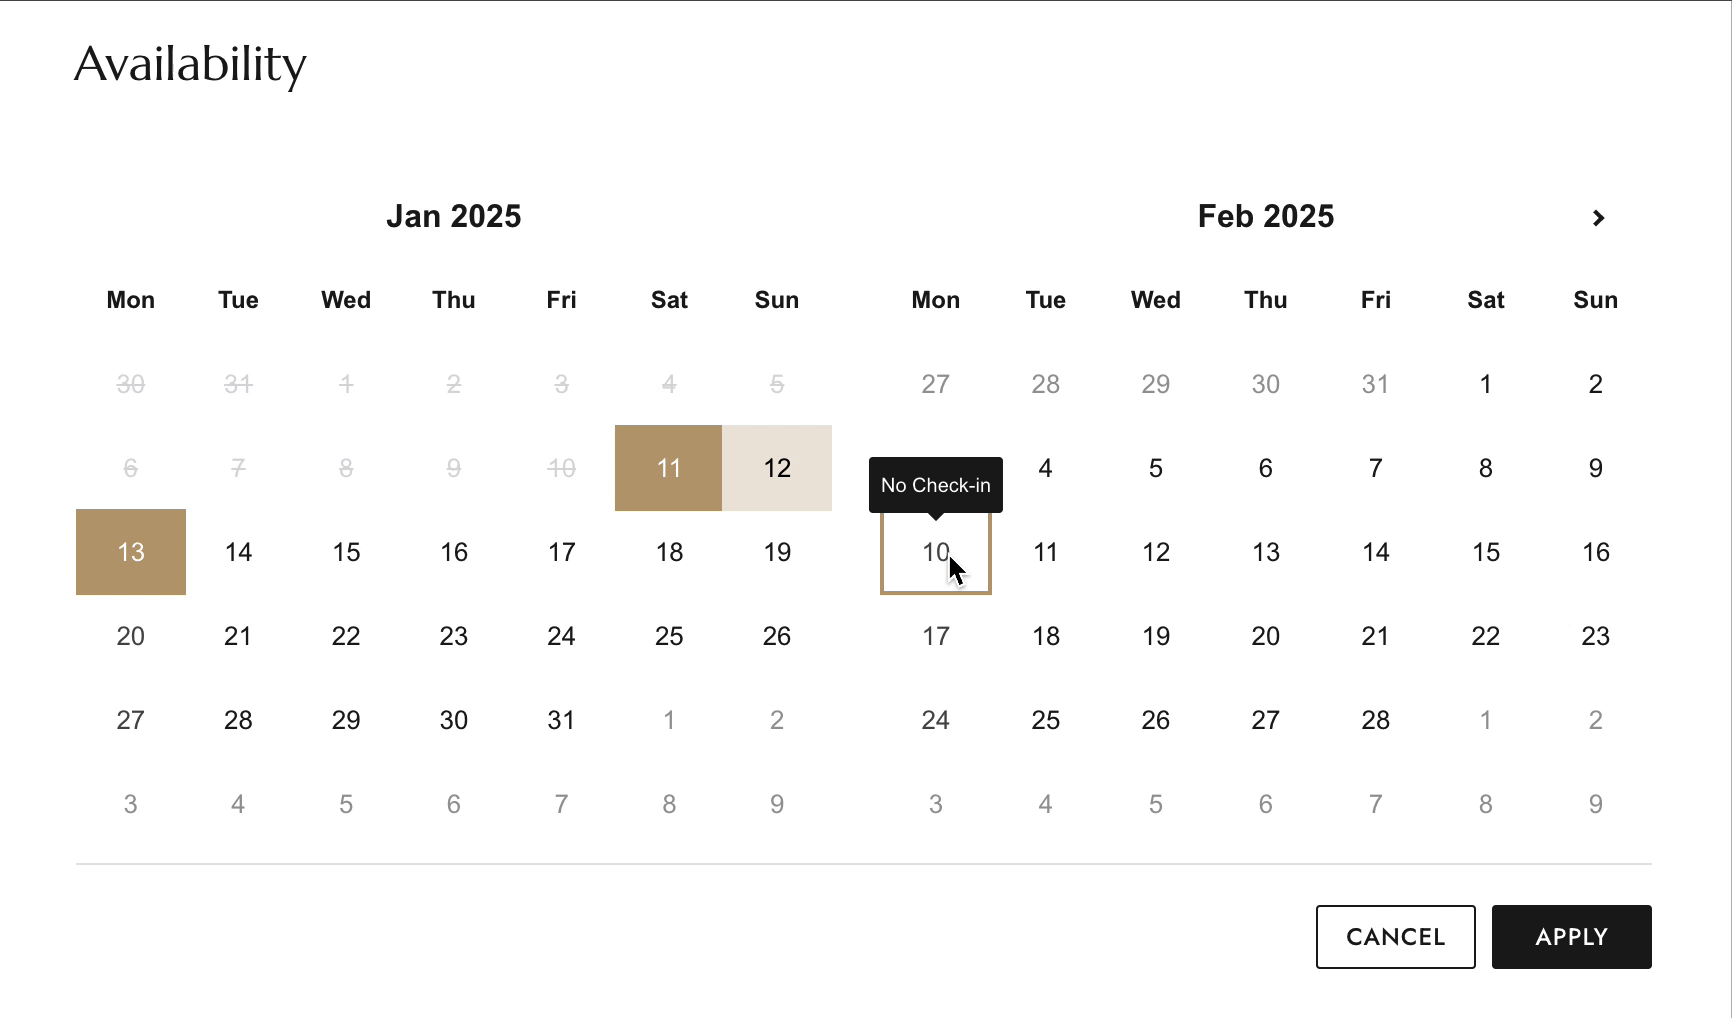 Availability
Jan 2025
Mon Tue Wed Thu Fri Sat Sun
30 31 1 2 3 4 5
6 7 8 9 10 11 12
13 14 15 16 17 18 19
20 21 22 23 24 25 26
27 28 29 30 31 1 2
3 4 5 6 7 8 9
Feb 2025
Mon Tue Wed Thu Fri Sat Sun
27 28 29 30 31 1 2
No Check-in 4 5 6 7 8 9
10 11 12 13 14 15 16
17 18 19 20 21 22 23
24 25 26 27 28 1 2
3 4 5 6 7 8 9
CANCEL APPLY